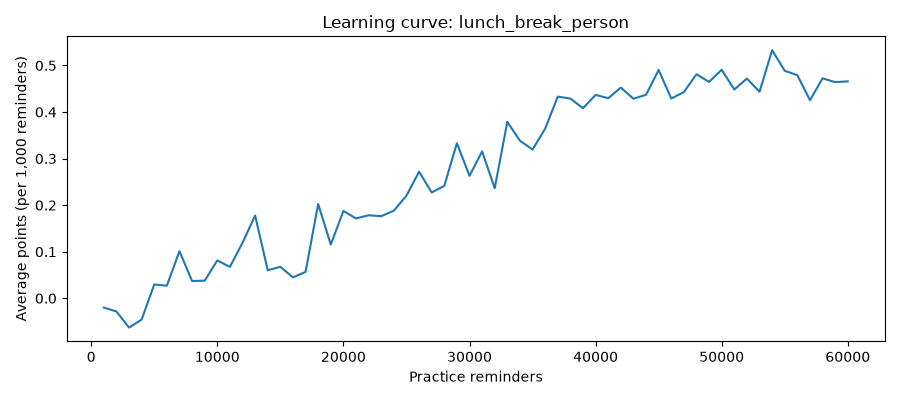 Learning curve: lunch_break_person
Average points (per 1,000 reminders)
0.5
0.4
0.3
0.2
0.1
0.0
0 10000 20000 30000 40000 50000 60000
Practice reminders